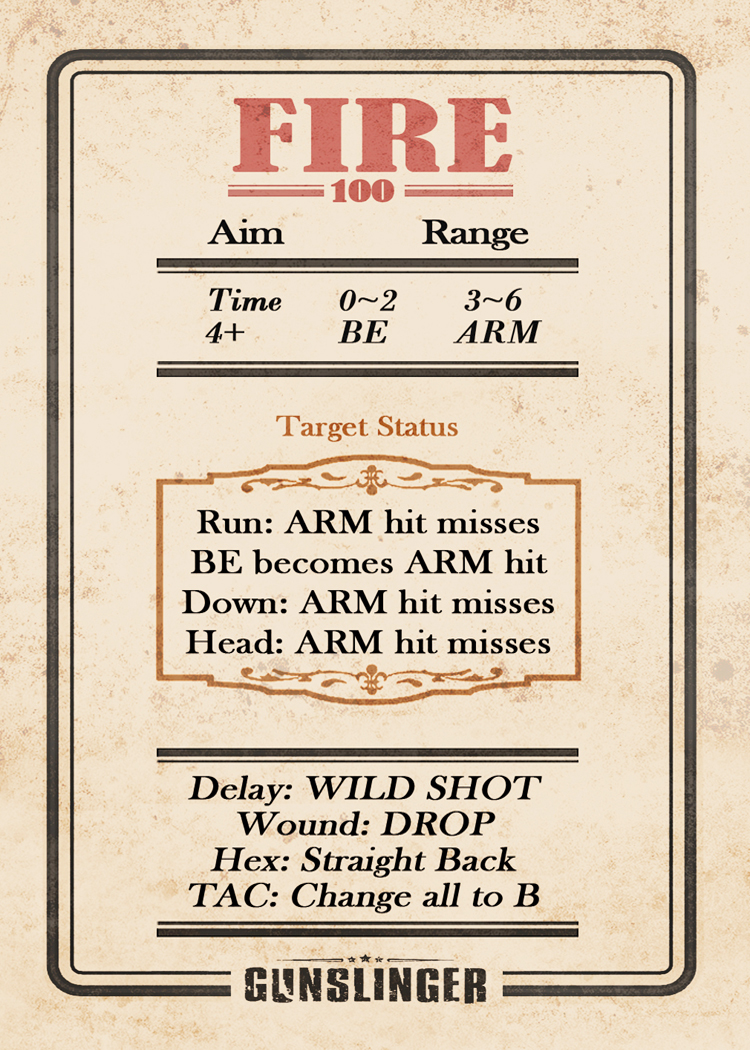 FIRE
100
Aim Range
Time 0~2 3~6
4+ BE ARM
Target Status
Run: ARM hit misses
BE becomes ARM hit
Down: ARM hit misses
Head: ARM hit misses
Delay: WILD SHOT
Wound: DROP
Hex: Straight Back
TAC: Change all to B
GUNSLINGER